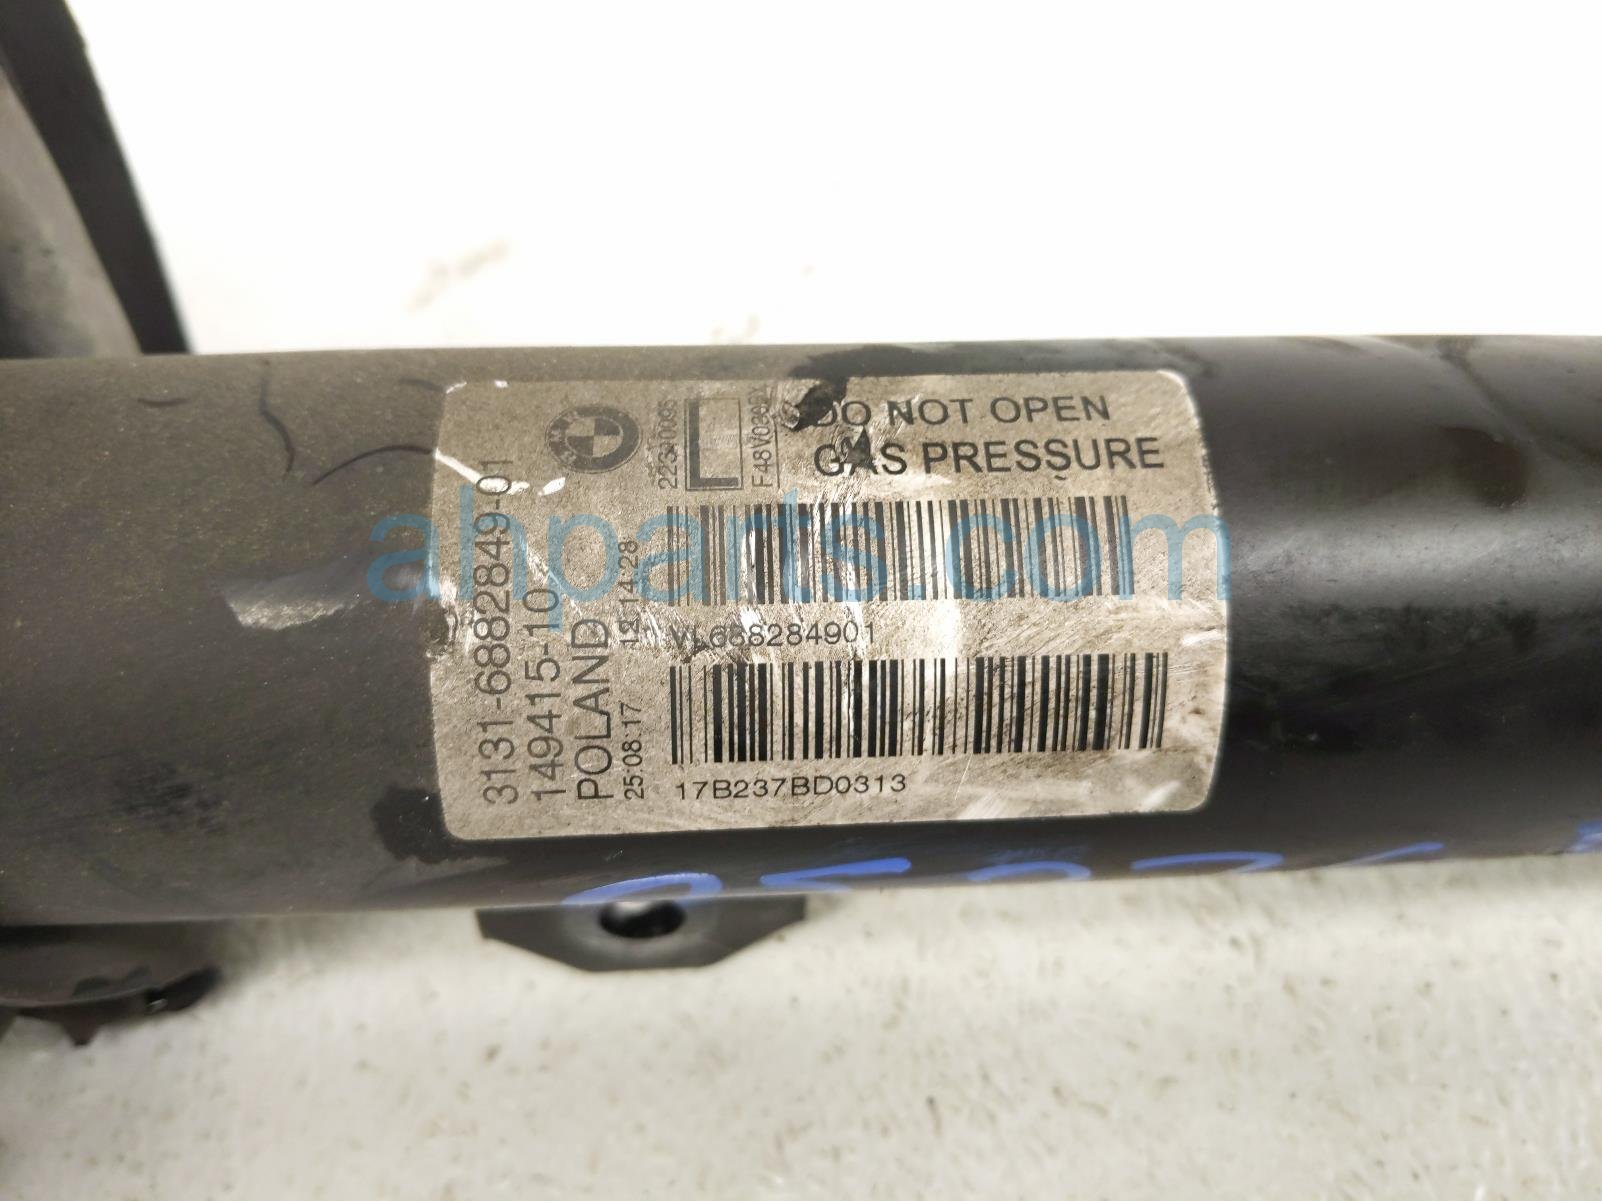 DO NOT OPEN
GAS PRESSURE
L
VL688284901
17B237BD0313
3131-6882849-01
149415-10
POLAND
25:08:17 12:14:28
ahparts.com